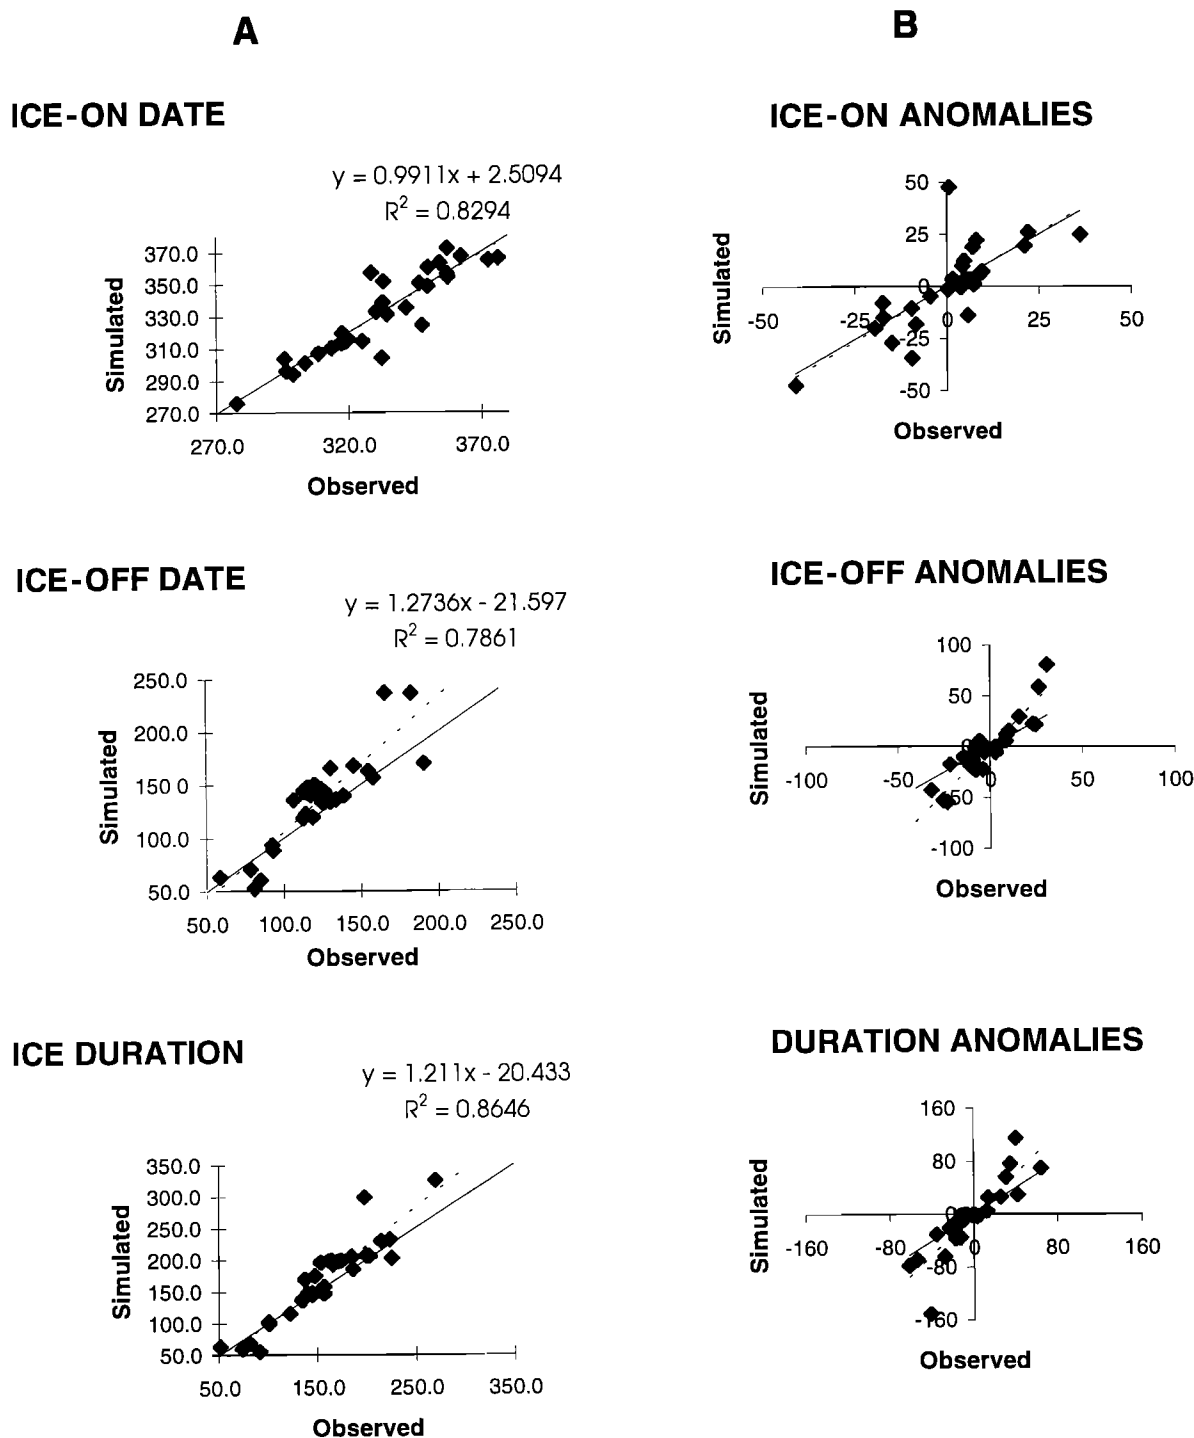 A
ICE-ON DATE
y = 0.9911x + 2.5094
R² = 0.8294
370.0
350.0
330.0
310.0
290.0
270.0
Simulated
270.0 320.0 370.0
Observed
ICE-OFF DATE
y = 1.2736x - 21.597
R² = 0.7861
250.0
200.0
150.0
100.0
50.0
Simulated
50.0 100.0 150.0 200.0 250.0
Observed
ICE DURATION
y = 1.211x - 20.433
R² = 0.8646
350.0
300.0
250.0
200.0
150.0
100.0
50.0
Simulated
50.0 150.0 250.0 350.0
Observed
B
ICE-ON ANOMALIES
50
25
0
-25
-50
Simulated
-50 -25 0 25 50
Observed
ICE-OFF ANOMALIES
100
50
0
-50
-100
Simulated
-100 -50 0 50 100
Observed
DURATION ANOMALIES
160
80
0
-80
-160
Simulated
-160 -80 0 80 160
Observed